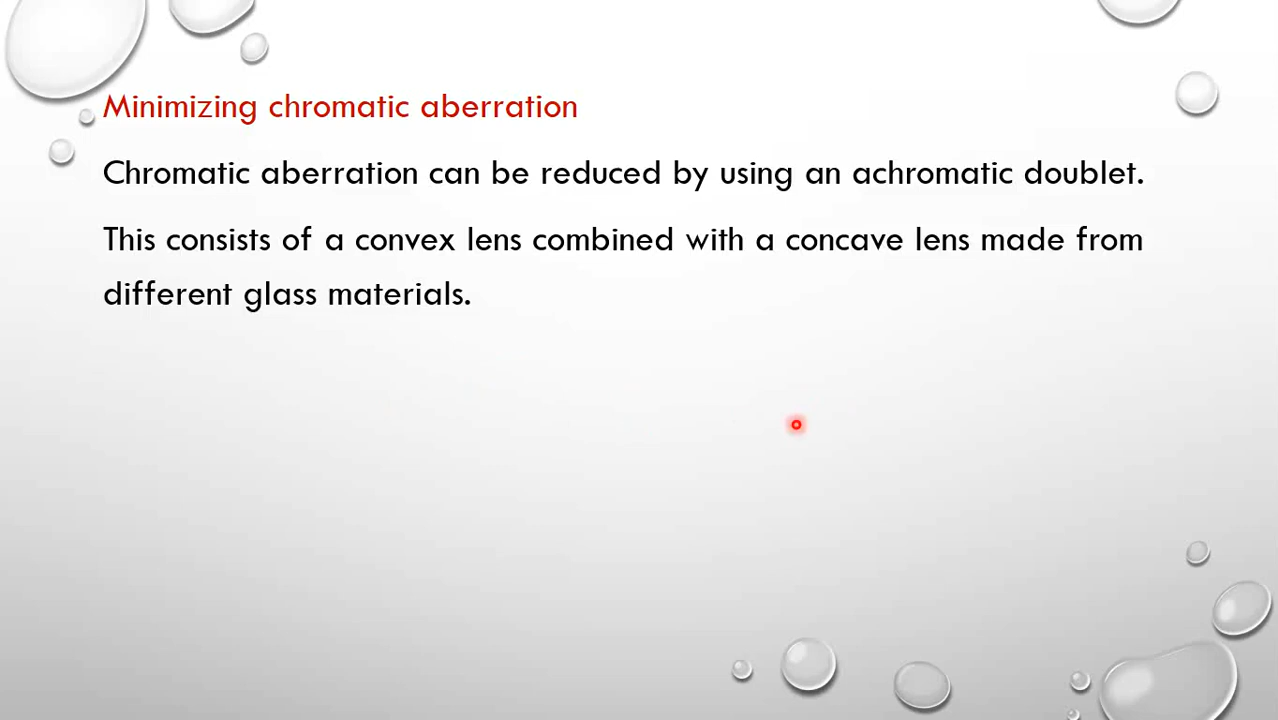 Minimizing chromatic aberration
Chromatic aberration can be reduced by using an achromatic doublet.
This consists of a convex lens combined with a concave lens made from
different glass materials.